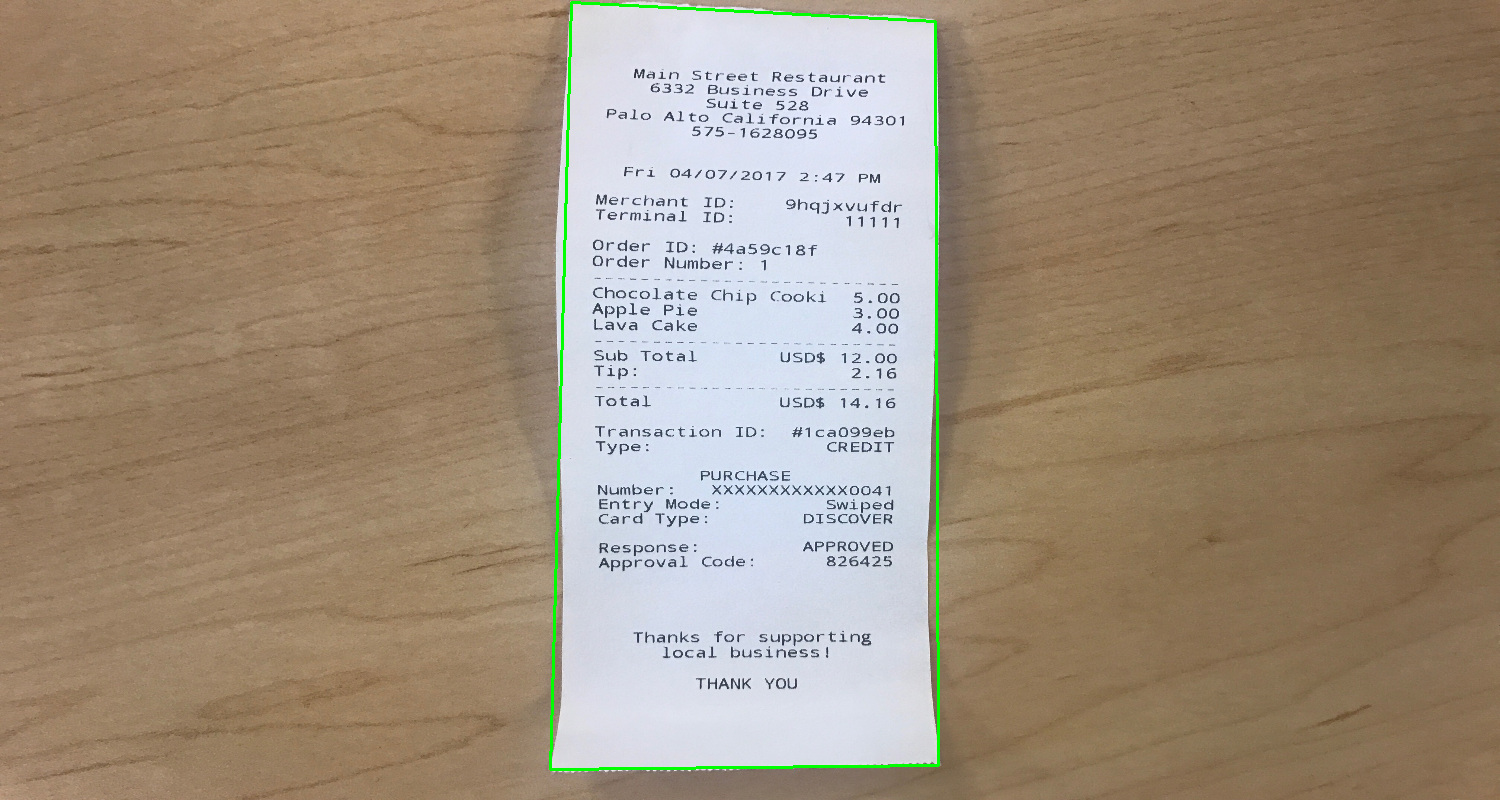 Main Street Restaurant
6332 Business Drive
Suite 528
Palo Alto California 94301
575-1628095
Fri 04/07/2017 2:47 PM
Merchant ID: 9hqjxvufdr
Terminal ID: 11111
Order ID: #4a59c18f
Order Number: 1
Chocolate Chip Cooki 5.00
Apple Pie 3.00
Lava Cake 4.00
Sub Total USD$ 12.00
Tip: 2.16
Total USD$ 14.16
Transaction ID: #1ca099eb
Type: CREDIT
PURCHASE
Number: XXXXXXXXXXXX0041
Entry Mode: Swiped
Card Type: DISCOVER
Response: APPROVED
Approval Code: 826425
Thanks for supporting
local business!
THANK YOU